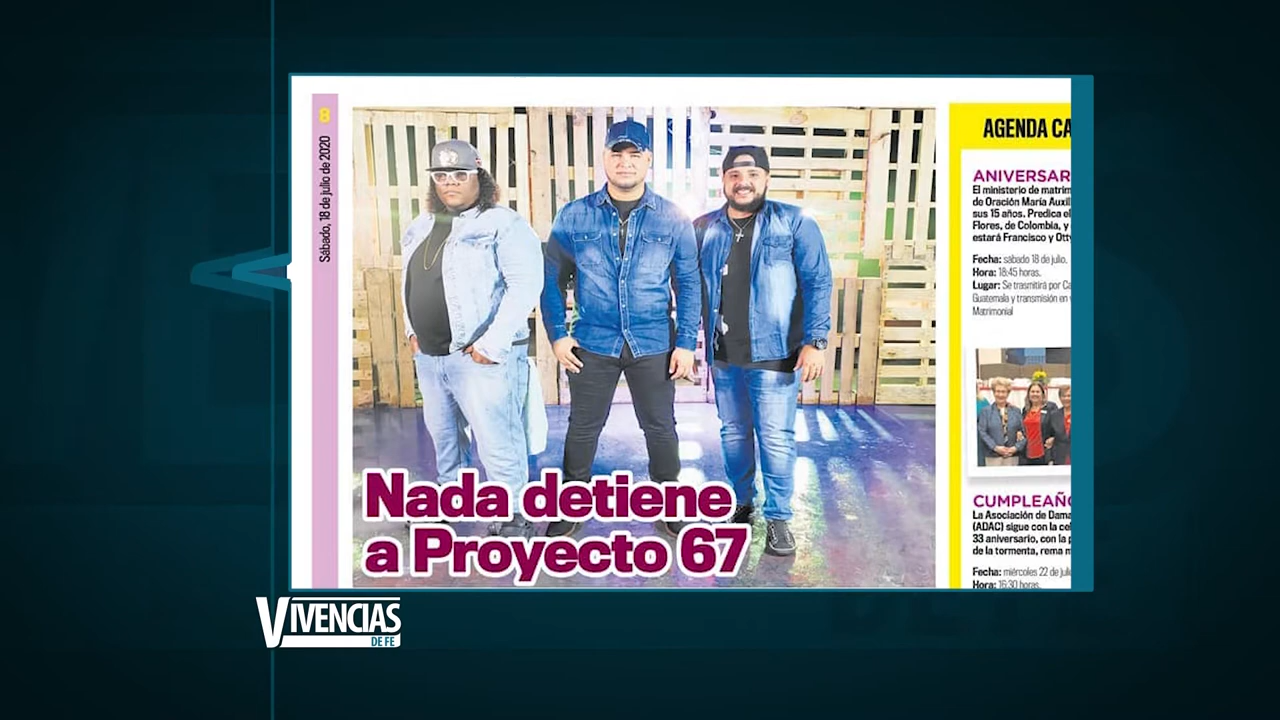 8
Sábado, 18 de julio de 2020
Nada detiene
a Proyecto 67
AGENDA
ANIVERSAR
El ministerio de matrim
de Oración María Auxil
sus 15 años. Predica el
Flores, de Colombia, y
estará Francisco y Otty
Fecha: sábado 18 de julio.
Hora: 18:45 horas.
Lugar: Se trasmitirá por Ca
Guatemala y transmisión en
Matrimonial
CUMPLEAÑO
La Asociación de Dama
(ADAC) sigue con la cel
33 aniversario, con la p
de la tormenta, rema m
Fecha: miércoles 22 de juli
Hora: 16:30 horas.
VIVENCIAS
DE FE